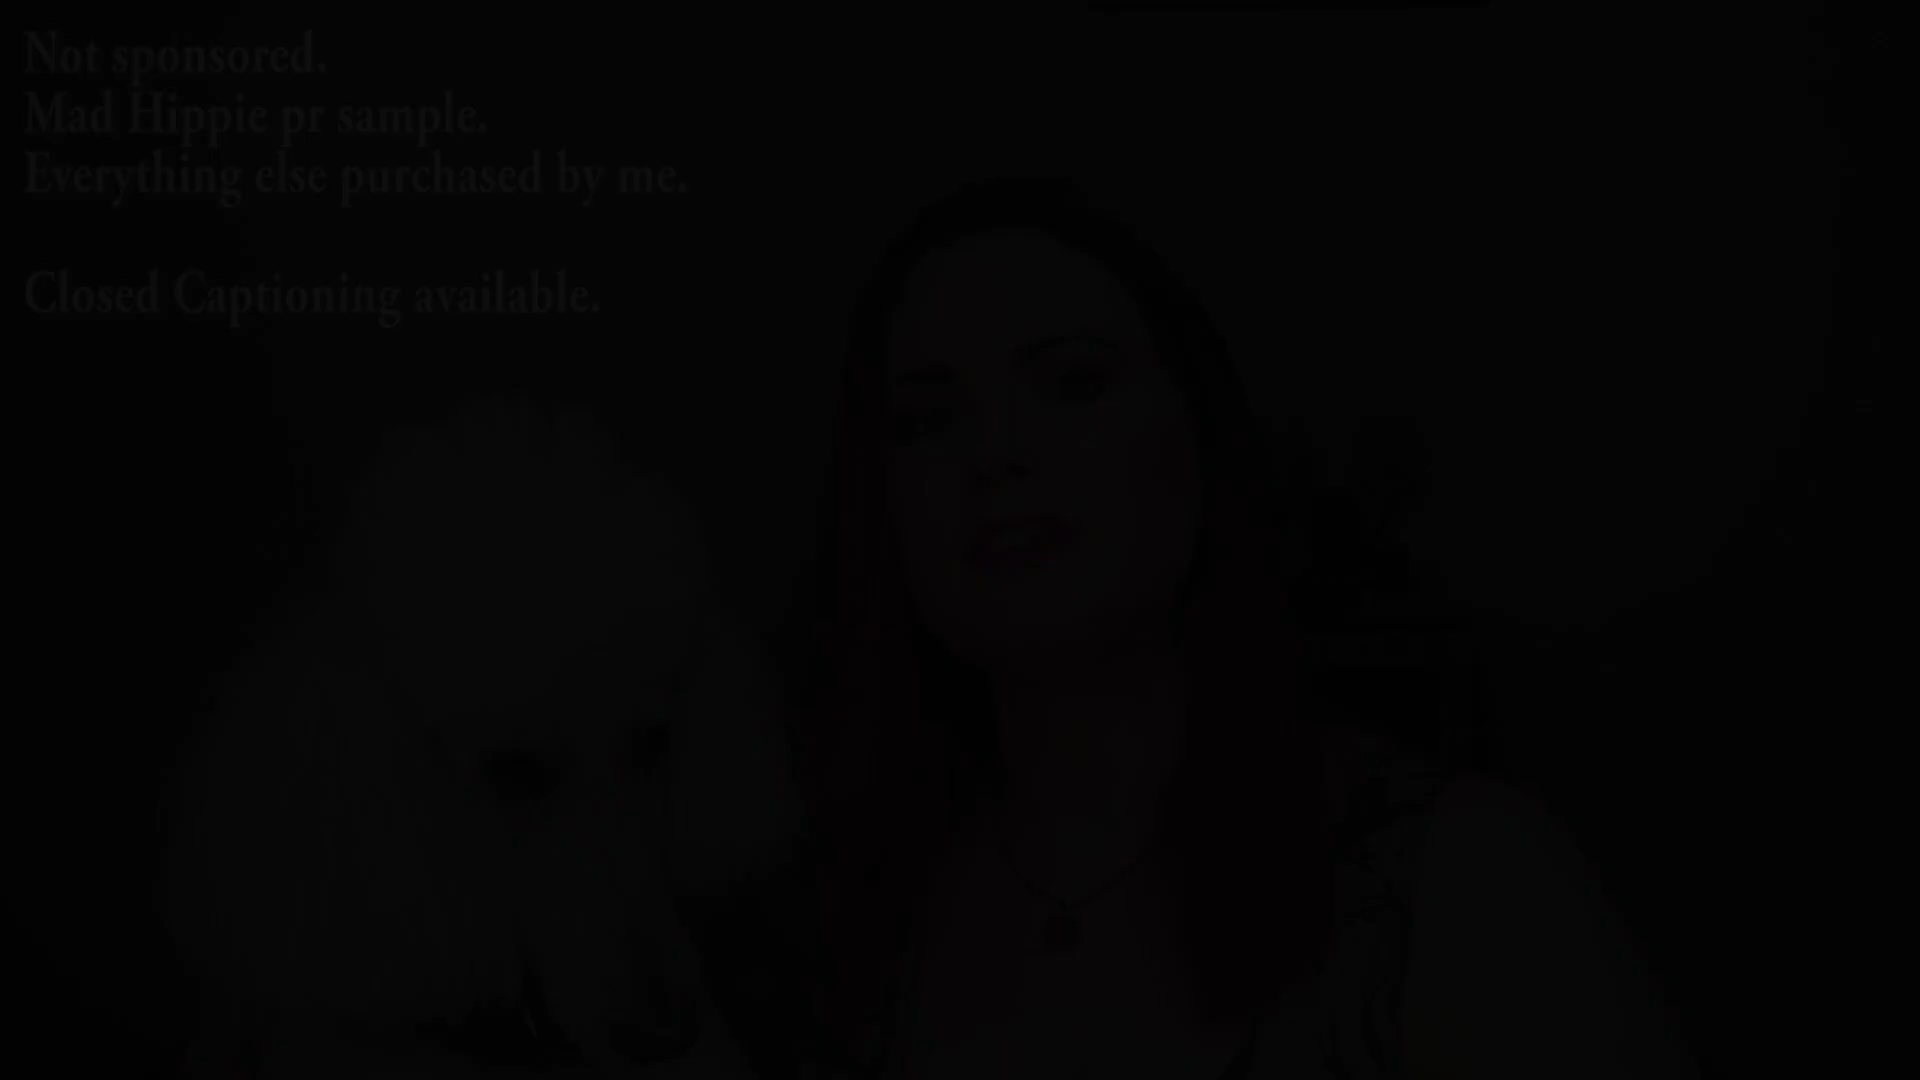 Not sponsored.
Mad Hippie pr sample.
Everything else purchased by me.
Closed Captioning available.